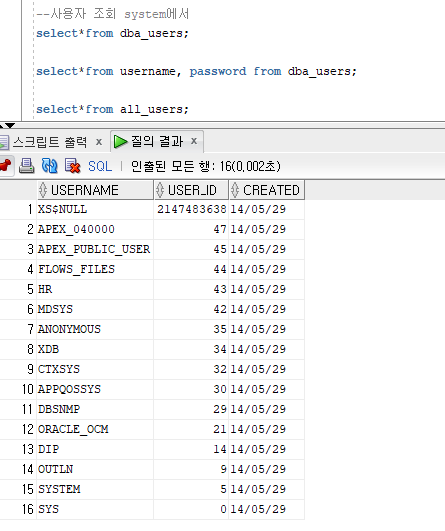 --사용자 조회 system에서
select*from dba_users;
select*from username, password from dba_users;
select*from all_users;
스크립트 출력 x 질의 결과 x
SQL | 인출된 모든 행: 16(0,002초)
USERNAME USER_ID CREATED
1 XS$NULL 2147483638 14/05/29
2 APEX_040000 47 14/05/29
3 APEX_PUBLIC_USER 45 14/05/29
4 FLOWS_FILES 44 14/05/29
5 HR 43 14/05/29
6 MDSYS 42 14/05/29
7 ANONYMOUS 35 14/05/29
8 XDB 34 14/05/29
9 CTXSYS 32 14/05/29
10 APPQOSSYS 30 14/05/29
11 DBSNMP 29 14/05/29
12 ORACLE_OCM 21 14/05/29
13 DIP 14 14/05/29
14 OUTLN 9 14/05/29
15 SYSTEM 5 14/05/29
16 SYS 0 14/05/29